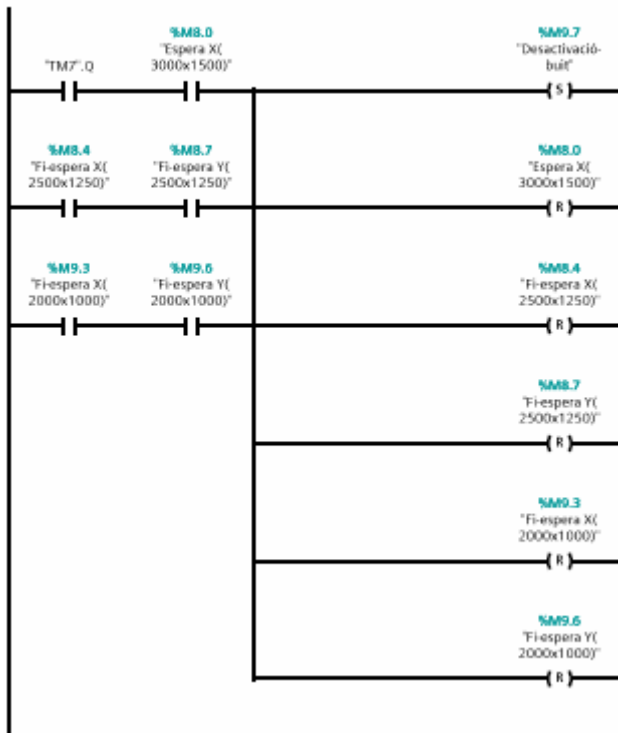 %M8.0
"Espera X(
"TM7".Q
3000x1500)"
%M9.7
"Desactivació-
buit"
S
%M8.4
"Fi-espera X(
2500x1250)"
%M8.7
"Fi-espera Y(
2500x1250)"
%M8.0
"Espera X(
3000x1500)"
R
%M9.3
"Fi-espera X(
2000x1000)"
%M9.6
"Fi-espera Y(
2000x1000)"
%M8.4
"Fi-espera X(
2500x1250)"
R
%M8.7
"Fi-espera Y(
2500x1250)"
R
%M9.3
"Fi-espera X(
2000x1000)"
R
%M9.6
"Fi-espera Y(
2000x1000)"
R